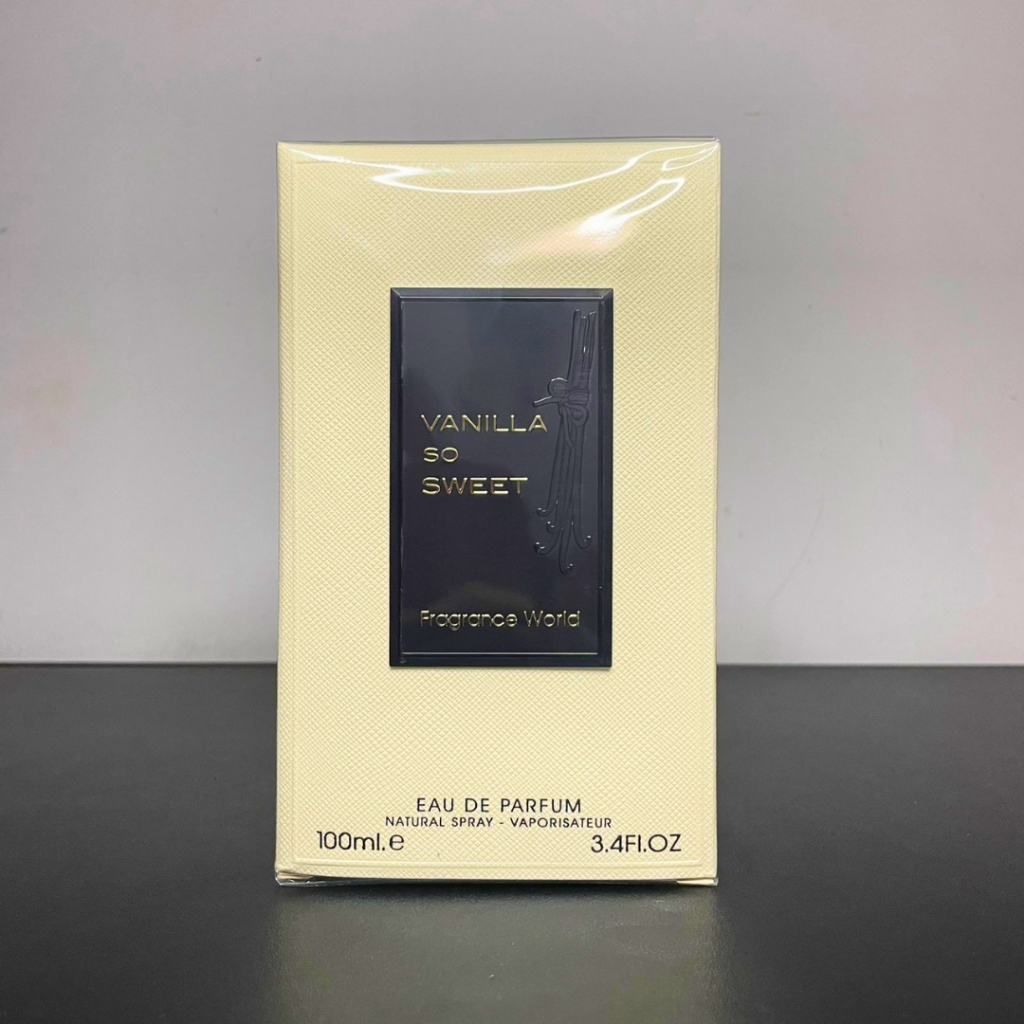 VANILLA
SO
SWEET
Fragrance World
EAU DE PARFUM
NATURAL SPRAY - VAPORISATEUR
100ml.e 3.4Fl.OZ